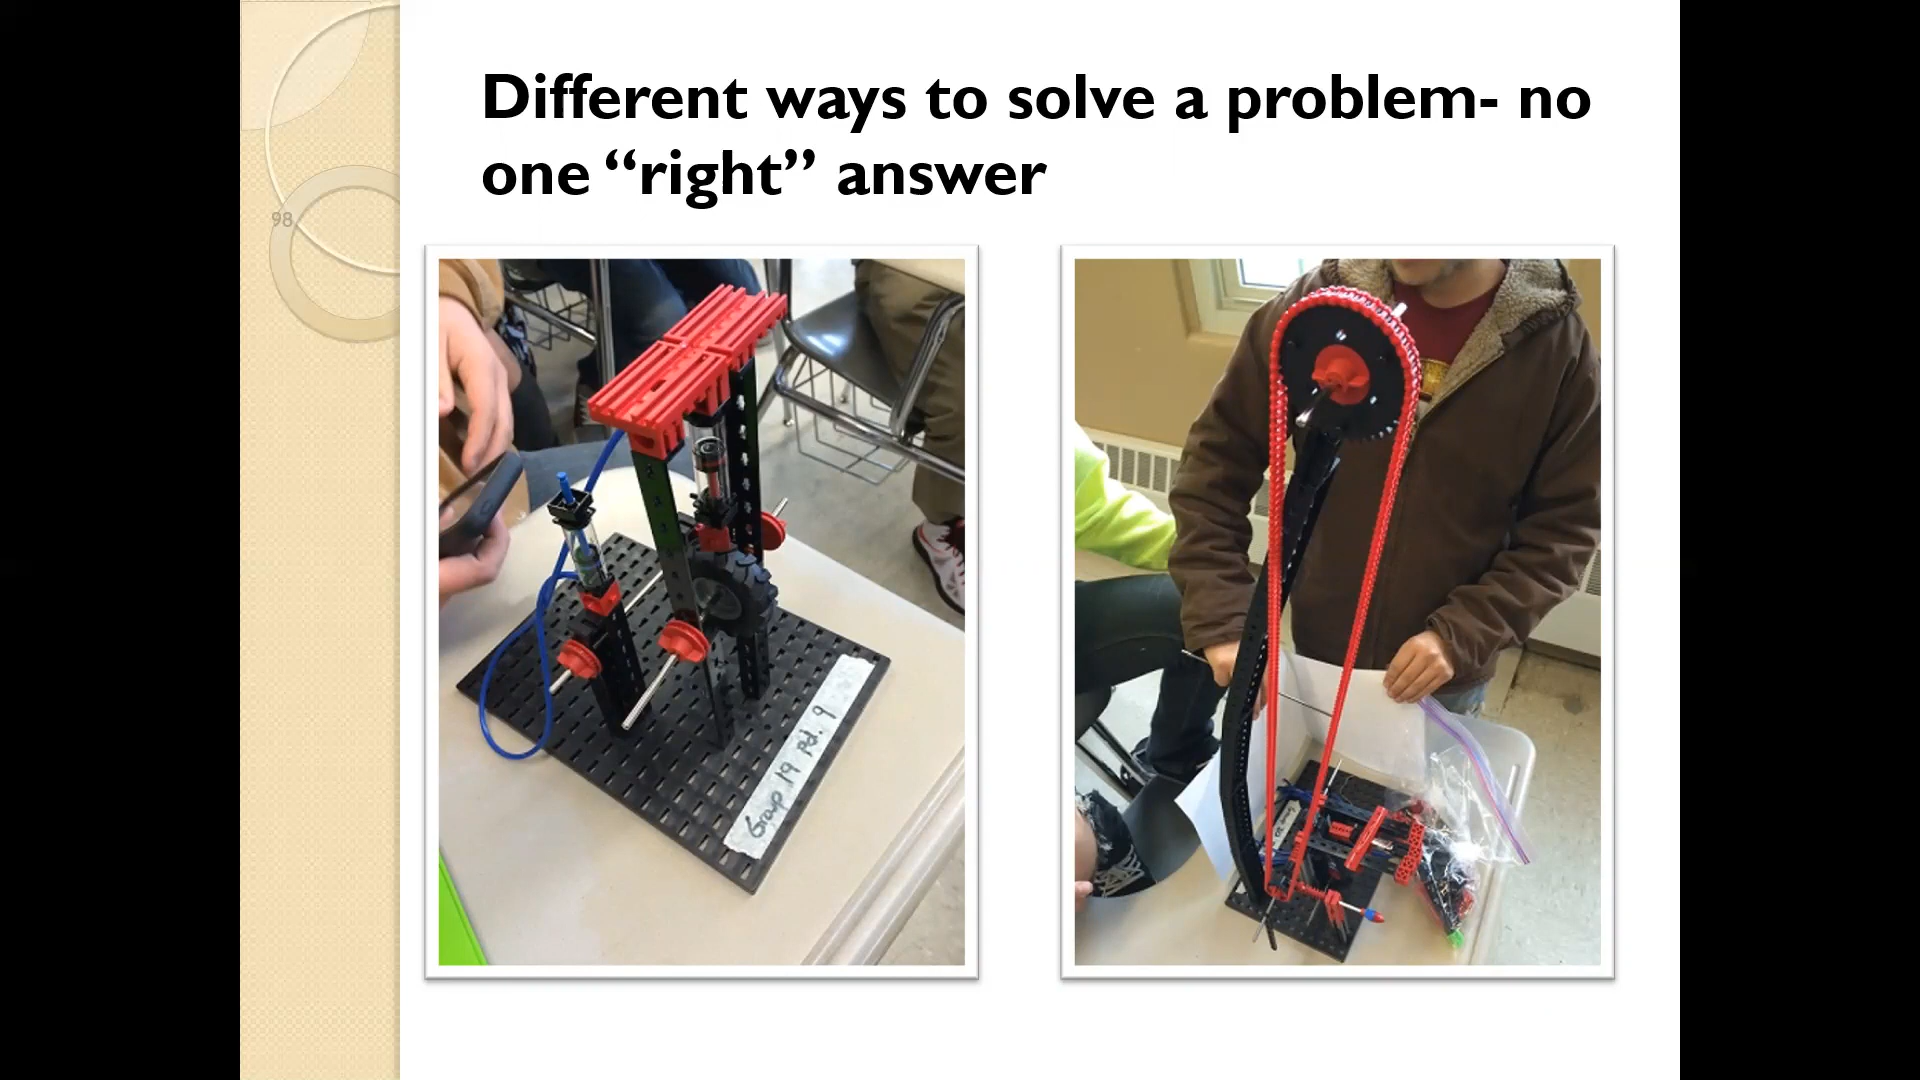 Different ways to solve a problem- no
one “right” answer
98
Group 19 pd. 9